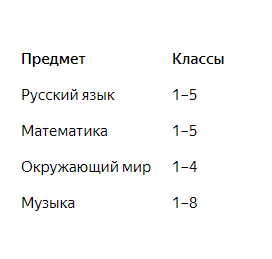 Предмет Классы
Русский язык 1–5
Математика 1–5
Окружающий мир 1–4
Музыка 1–8